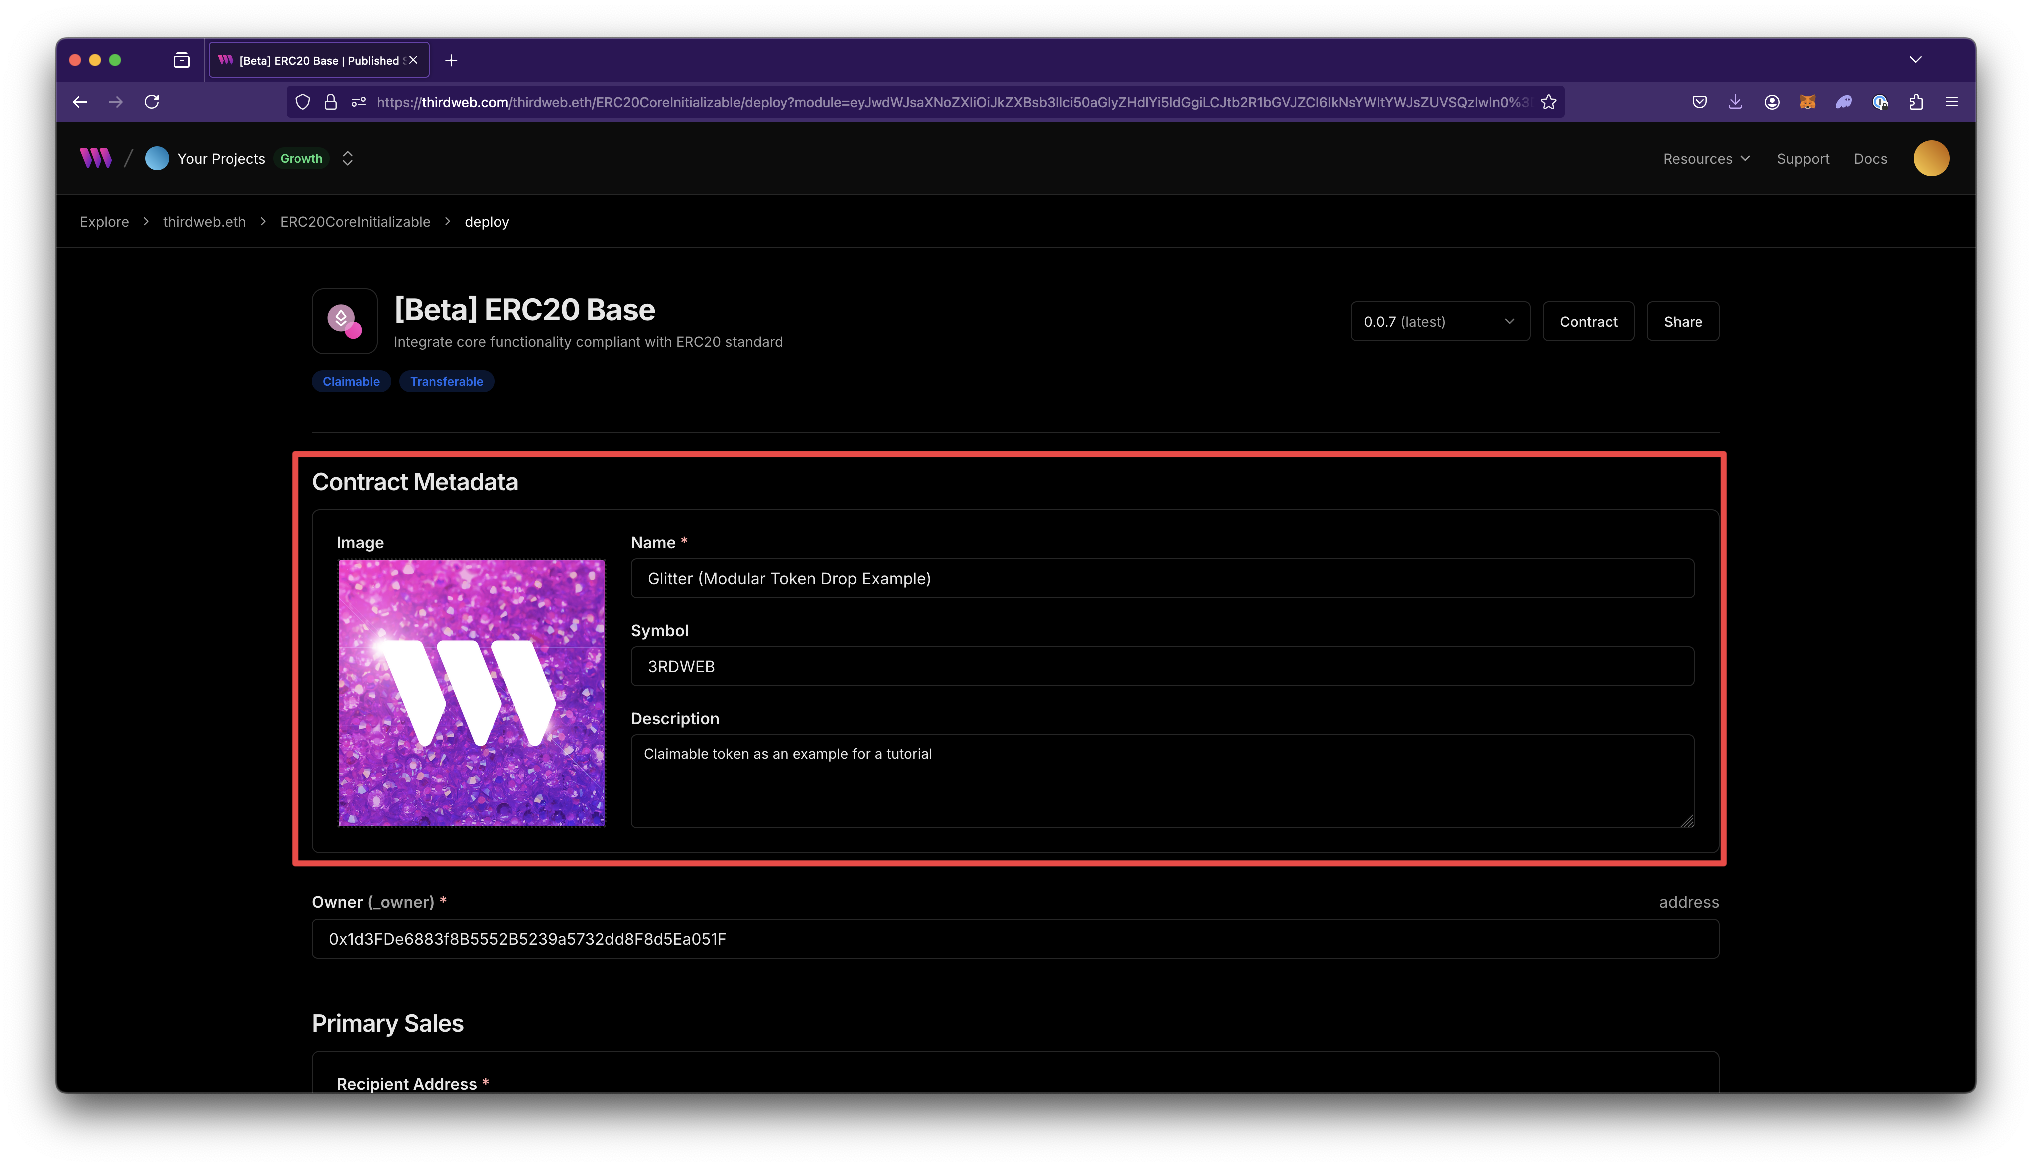 [Beta] ERC20 Base | Published
https://thirdweb.com/thirdweb.eth/ERC20CoreInitializable/deploy?module=
Your Projects Growth
Resources Support Docs
Explore > thirdweb.eth > ERC20CoreInitializable > deploy
[Beta] ERC20 Base
Integrate core functionality compliant with ERC20 standard
0.0.7 (latest) Contract Share
Claimable Transferable
Contract Metadata
Image
Name *
Glitter (Modular Token Drop Example)
Symbol
3RDWEB
Description
Claimable token as an example for a tutorial
Owner (_owner) * address
0x1d3FDe6883f8B5552B5239a5732dd8F8d5Ea051F
Primary Sales
Recipient Address *